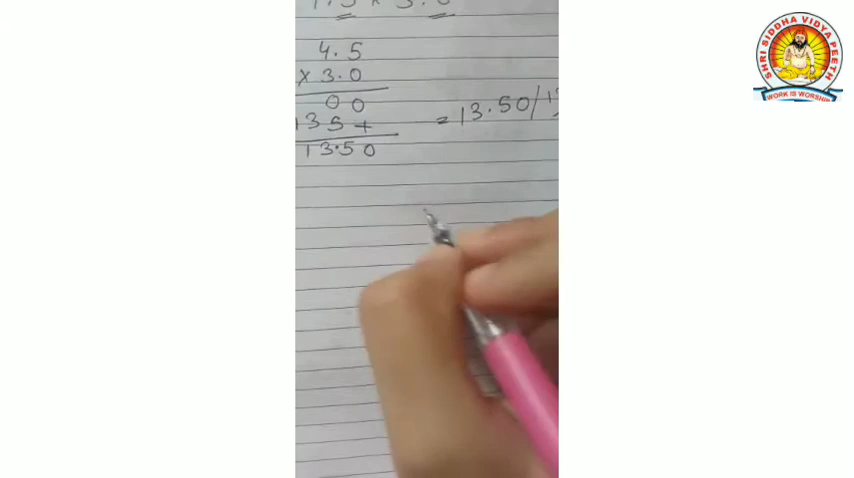 4.5
× 3.0
00
135+ = 13.50/
13.50
SHRI SIDDHA VIDYA PEETH
WORK IS WORSHIP